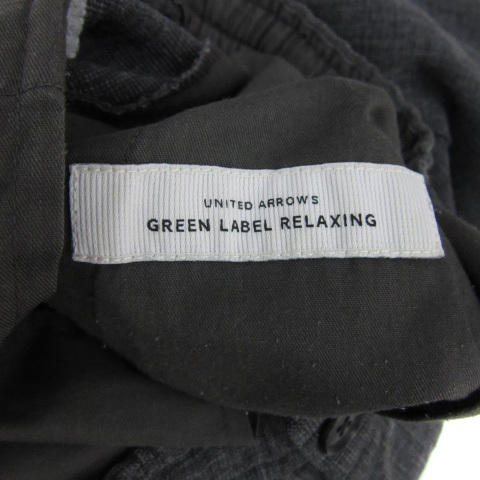 UNITED ARROWS
GREEN LABEL RELAXING